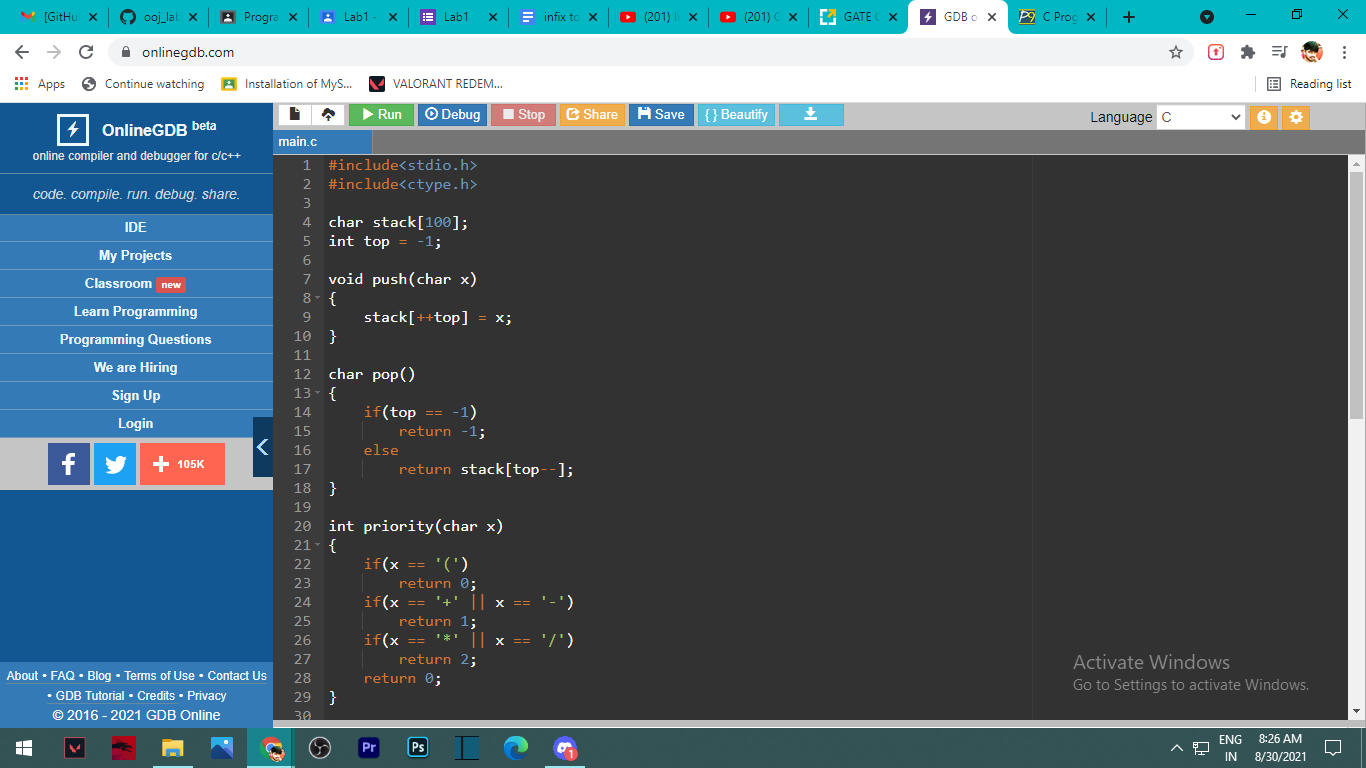 [GitHu
ooj_lab
Progra
Lab1 -
Lab1
infix to
(201) I
(201) G
GATE C
GDB o
C Prog
onlinegdb.com
Apps
Continue watching
Installation of MyS...
VALORANT REDEM...
Reading list
OnlineGDB beta
online compiler and debugger for c/c++
code. compile. run. debug. share.
IDE
My Projects
Classroom new
Learn Programming
Programming Questions
We are Hiring
Sign Up
Login
105K
About • FAQ • Blog • Terms of Use • Contact Us
• GDB Tutorial • Credits • Privacy
© 2016 - 2021 GDB Online
Run
Debug
Stop
Share
Save
{ } Beautify
Language C
main.c
1 #include<stdio.h>
2 #include<ctype.h>
3
4 char stack[100];
5 int top = -1;
6
7 void push(char x)
8 {
9     stack[++top] = x;
10 }
11
12 char pop()
13 {
14     if(top == -1)
15         return -1;
16     else
17         return stack[top--];
18 }
19
20 int priority(char x)
21 {
22     if(x == '(')
23         return 0;
24     if(x == '+' || x == '-')
25         return 1;
26     if(x == '*' || x == '/')
27         return 2;
28     return 0;
29 }
30
Activate Windows
Go to Settings to activate Windows.
Pr
Ps
1
ENG
IN
8:26 AM
8/30/2021